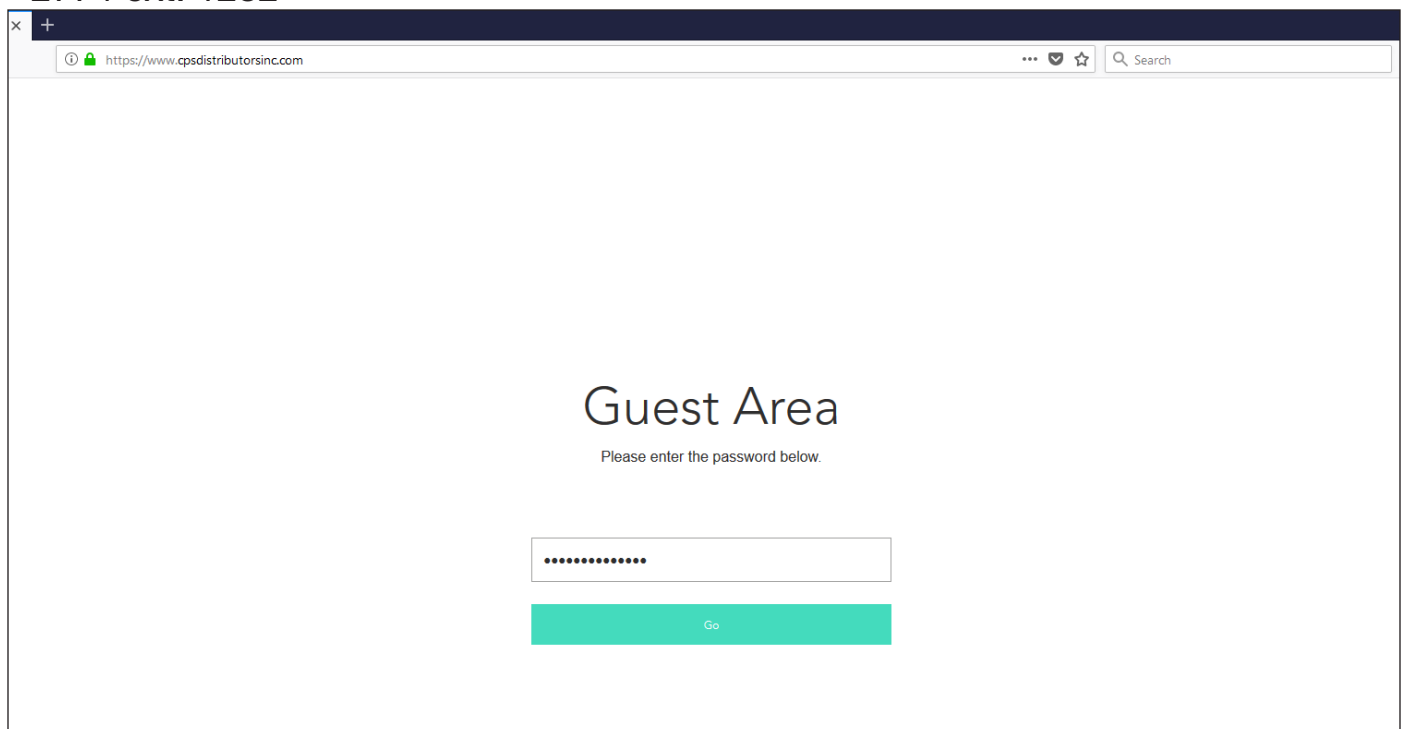 https://www.cpsdistributorsinc.com
Search
Guest Area
Please enter the password below.
••••••••••••••
Go